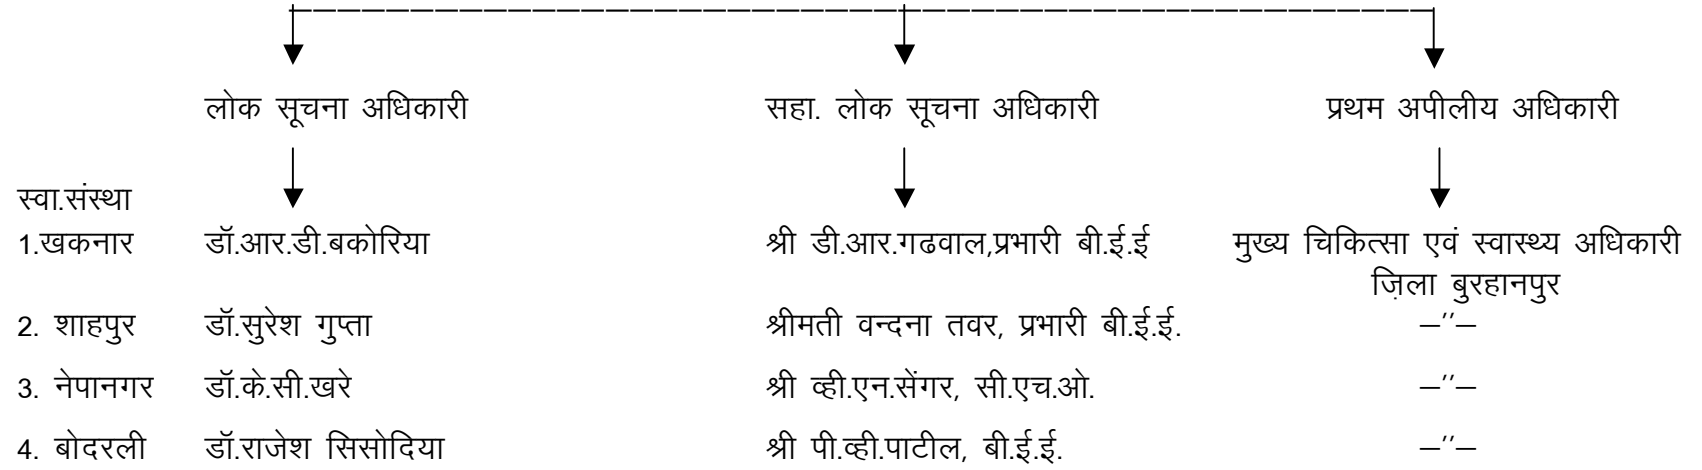 लोक सूचना अधिकारी सहा. लोक सूचना अधिकारी प्रथम अपीलीय अधिकारी
स्वा.संस्था
1.खकनार डॉ.आर.डी.बकोरिया श्री डी.आर.गढवाल,प्रभारी बी.ई.ई मुख्य चिकित्सा एवं स्वास्थ्य अधिकारी
ज़िला बुरहानपुर
2. शाहपुर डॉ.सुरेश गुप्ता श्रीमती वन्दना तवर, प्रभारी बी.ई.ई. –’’–
3. नेपानगर डॉ.के.सी.खरे श्री व्ही.एन.सेंगर, सी.एच.ओ. –’’–
4. बोदरली डॉ.राजेश सिसोदिया श्री पी.व्ही.पाटील, बी.ई.ई. –’’–